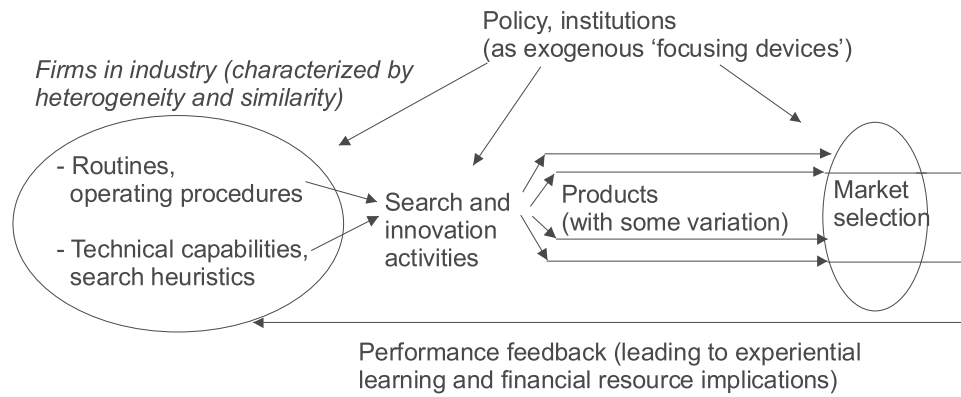 Policy, institutions
(as exogenous ‘focusing devices’)
Firms in industry (characterized by
heterogeneity and similarity)
- Routines,
operating procedures
- Technical capabilities,
search heuristics
Search and
innovation
activities
Products
(with some variation)
Market
selection
Performance feedback (leading to experiential
learning and financial resource implications)